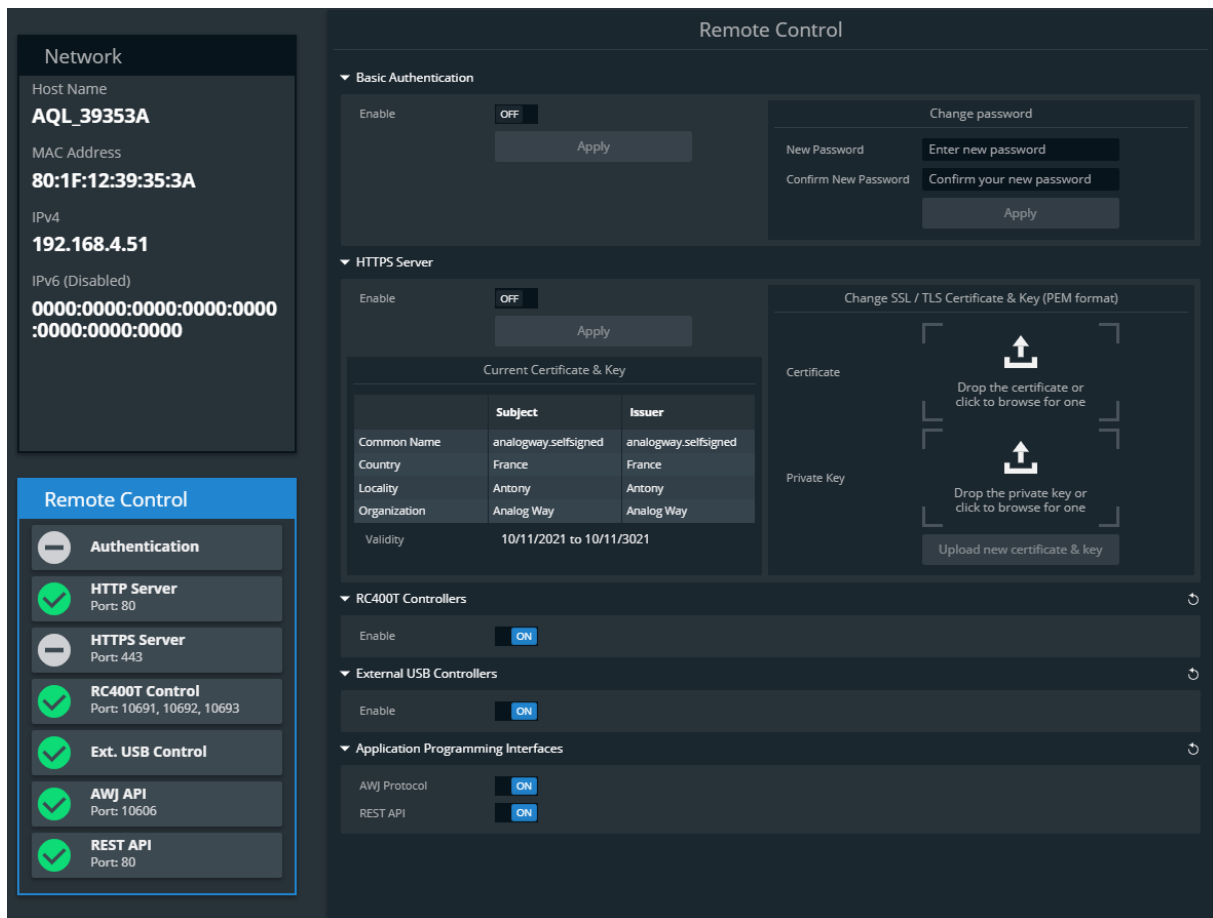 Network
Host Name
AQL_39353A
MAC Address
80:1F:12:39:35:3A
IPv4
192.168.4.51
IPv6 (Disabled)
0000:0000:0000:0000:0000
:0000:0000:0000
Remote Control
Authentication
HTTP Server
Port: 80
HTTPS Server
Port: 443
RC400T Control
Port: 10691, 10692, 10693
Ext. USB Control
AWJ API
Port: 10606
REST API
Port: 80
Remote Control
Basic Authentication
Enable OFF
Apply
Change password
New Password Enter new password
Confirm New Password Confirm your new password
Apply
HTTPS Server
Enable OFF
Apply
Current Certificate & Key
Subject Issuer
Common Name analogway.selfsigned analogway.selfsigned
Country France France
Locality Antony Antony
Organization Analog Way Analog Way
Validity 10/11/2021 to 10/11/3021
Change SSL / TLS Certificate & Key (PEM format)
Certificate
Drop the certificate or
click to browse for one
Private Key
Drop the private key or
click to browse for one
Upload new certificate & key
RC400T Controllers
Enable ON
External USB Controllers
Enable ON
Application Programming Interfaces
AWJ Protocol ON
REST API ON